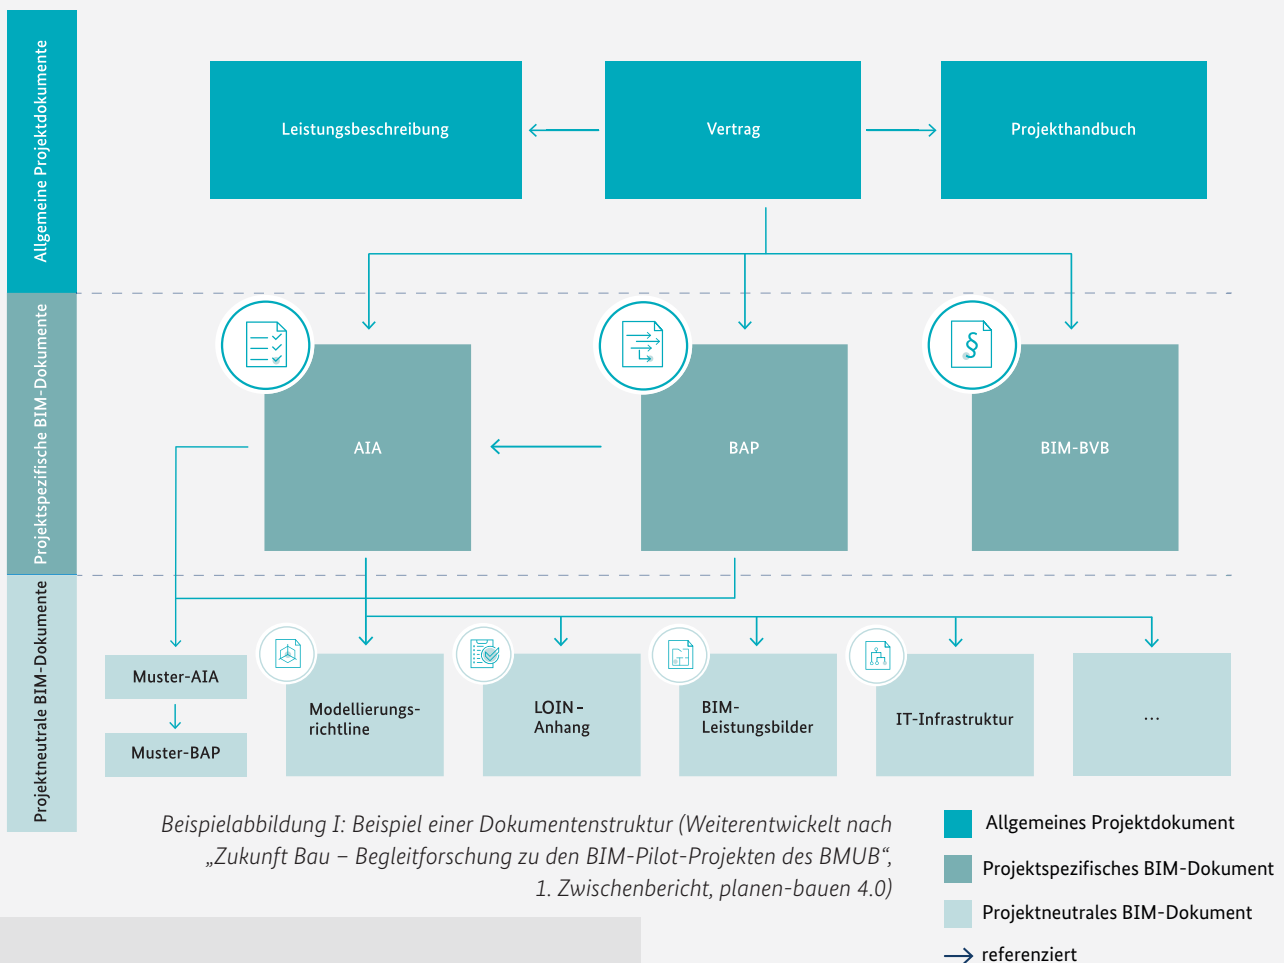 Allgemeine Projektdokumente
Leistungsbeschreibung
Vertrag
Projekthandbuch
Projektspezifische BIM-Dokumente
§
AIA
BAP
BIM-BVB
Projektneutrale BIM-Dokumente
Muster-AIA
Muster-BAP
Modellierungs-
richtline
LOIN-
Anhang
BIM-
Leistungsbilder
IT-Infrastruktur
...
Beispielabbildung I: Beispiel einer Dokumentenstruktur (Weiterentwickelt nach
„Zukunft Bau – Begleitforschung zu den BIM-Pilot-Projekten des BMUB“,
1. Zwischenbericht, planen-bauen 4.0)
Allgemeines Projektdokument
Projektspezifisches BIM-Dokument
Projektneutrales BIM-Dokument
referenziert